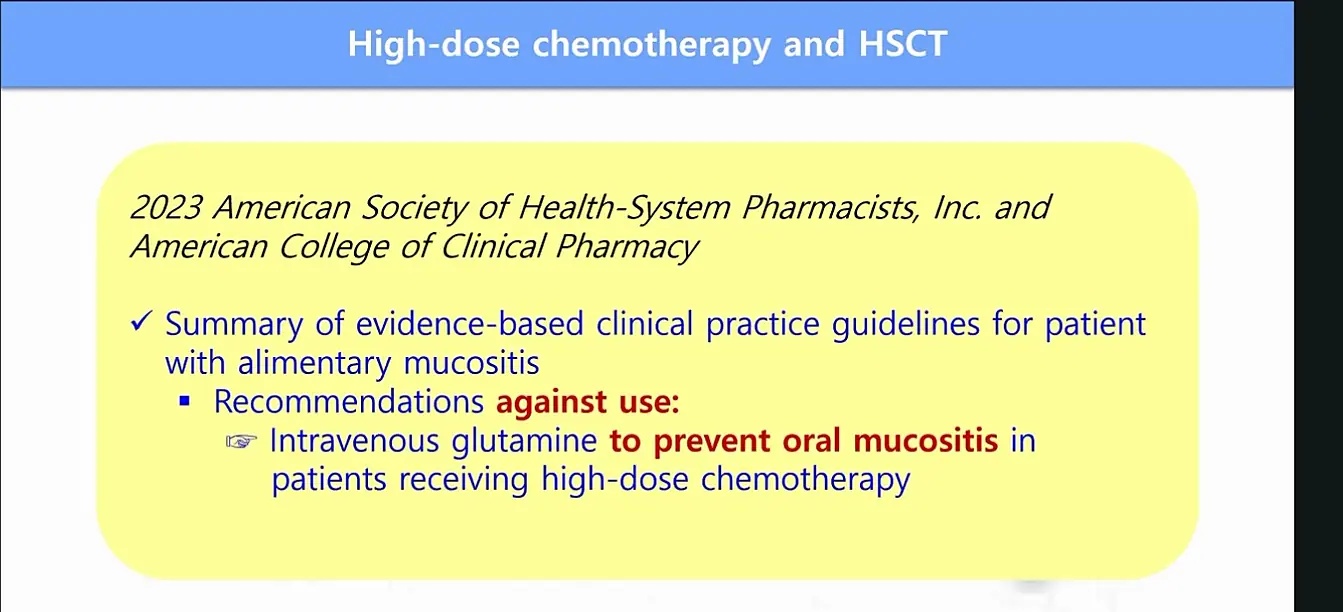 High-dose chemotherapy and HSCT
2023 American Society of Health-System Pharmacists, Inc. and
American College of Clinical Pharmacy
✓ Summary of evidence-based clinical practice guidelines for patient
with alimentary mucositis
▪ Recommendations against use:
☞ Intravenous glutamine to prevent oral mucositis in
patients receiving high-dose chemotherapy